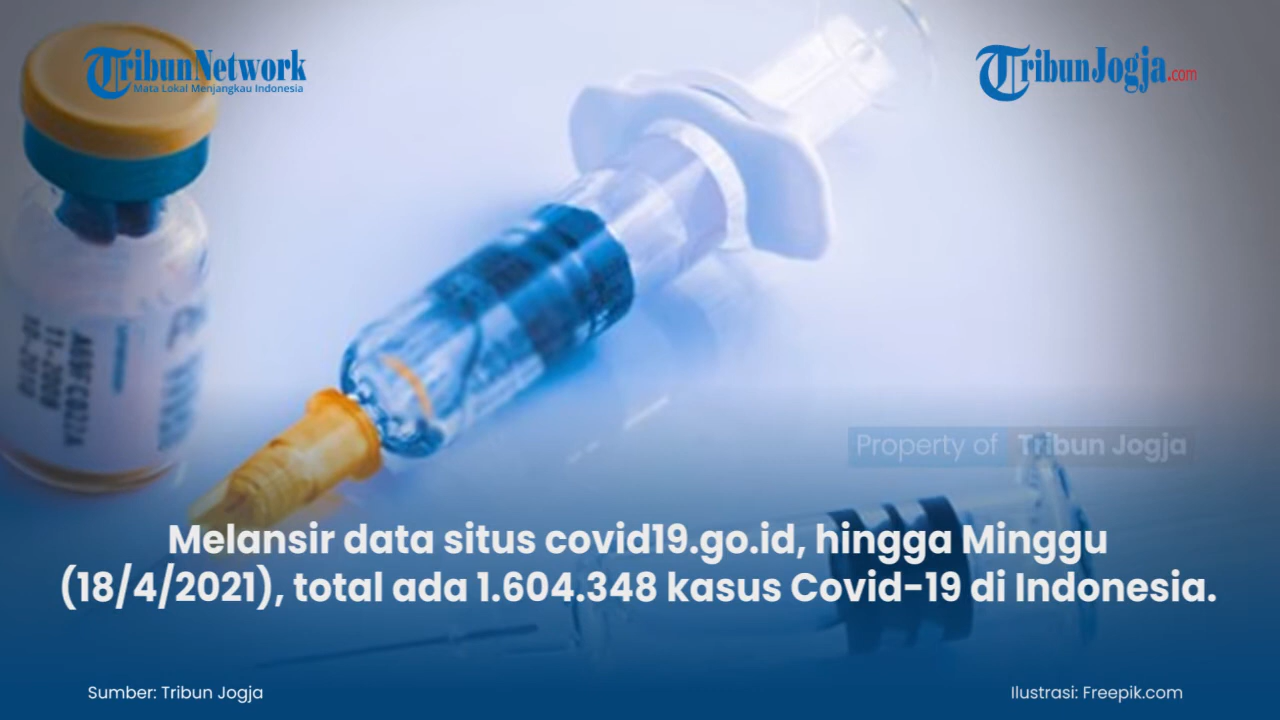 TribunNetwork
Mata Lokal Menjangkau Indonesia
TribunJogja.com
Property of Tribun Jogja
Melansir data situs covid19.go.id, hingga Minggu
(18/4/2021), total ada 1.604.348 kasus Covid-19 di Indonesia.
Sumber: Tribun Jogja
Ilustrasi: Freepik.com